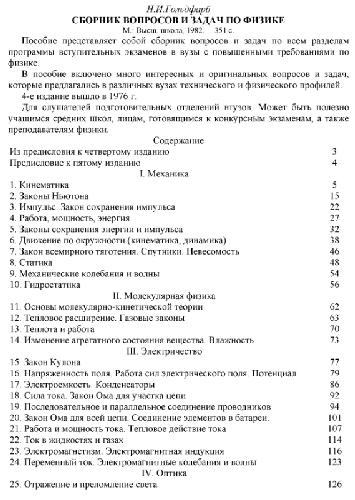 Н.И.Гольдфарб
СБОРНИК ВОПРОСОВ И ЗАДАЧ ПО ФИЗИКЕ
М.: Высш. школа, 1982. 351 с.
Пособие представляет собой сборник вопросов и задач по всем разделам
программы вступительных экзаменов в вузы с повышенными требованиями по
физике.
В пособие включено много интересных и оригинальных вопросов и задач,
которые предлагались в различных вузах технического и физического профилей.
4-е издание вышло в 1976 г.
Для слушателей подготовительных отделений втузов. Может быть полезно
учащимся средних школ, лицам, готовящимся к конкурсным экзаменам, а также
преподавателям физики.
Содержание
Из предисловия к четвертому изданию 3
Предисловие к пятому изданию 4
I. Механика
1. Кинематика 5
2. Законы Ньютона 15
3. Импульс. Закон сохранения импульса 22
4. Работа, мощность, энергия 27
5. Законы сохранения энергии и импульса 32
6. Движение по окружности (кинематика, динамика) 38
7. Закон всемирного тяготения. Спутники. Невесомость 46
8. Статика 48
9. Механические колебания и волны 54
10. Гидростатика 56
II. Молекулярная физика
11. Основы молекулярно-кинетической теории 62
12. Тепловое расширение. Газовые законы 63
13. Теплота и работа 70
14. Изменение агрегатного состояния вещества. Влажность 73
III. Электричество
15. Закон Кулона 77
16. Напряженность поля. Работа сил электрического поля. Потенциал 79
17. Электроемкость. Конденсаторы 86
18. Сила тока. Закон Ома для участка цепи 92
19. Последовательное и параллельное соединение проводников 94
20. Закон Ома для всей цепи. Соединение элементов в батареи. 101
21. Работа и мощность тока. Тепловое действие тока 107
22. Ток в жидкостях и газах 114
23. Электромагнетизм. Электромагнитная индукция 116
24. Переменный ток. Электромагнитные колебания и волны 123
IV. Оптика
25. Отражение и преломление света 126